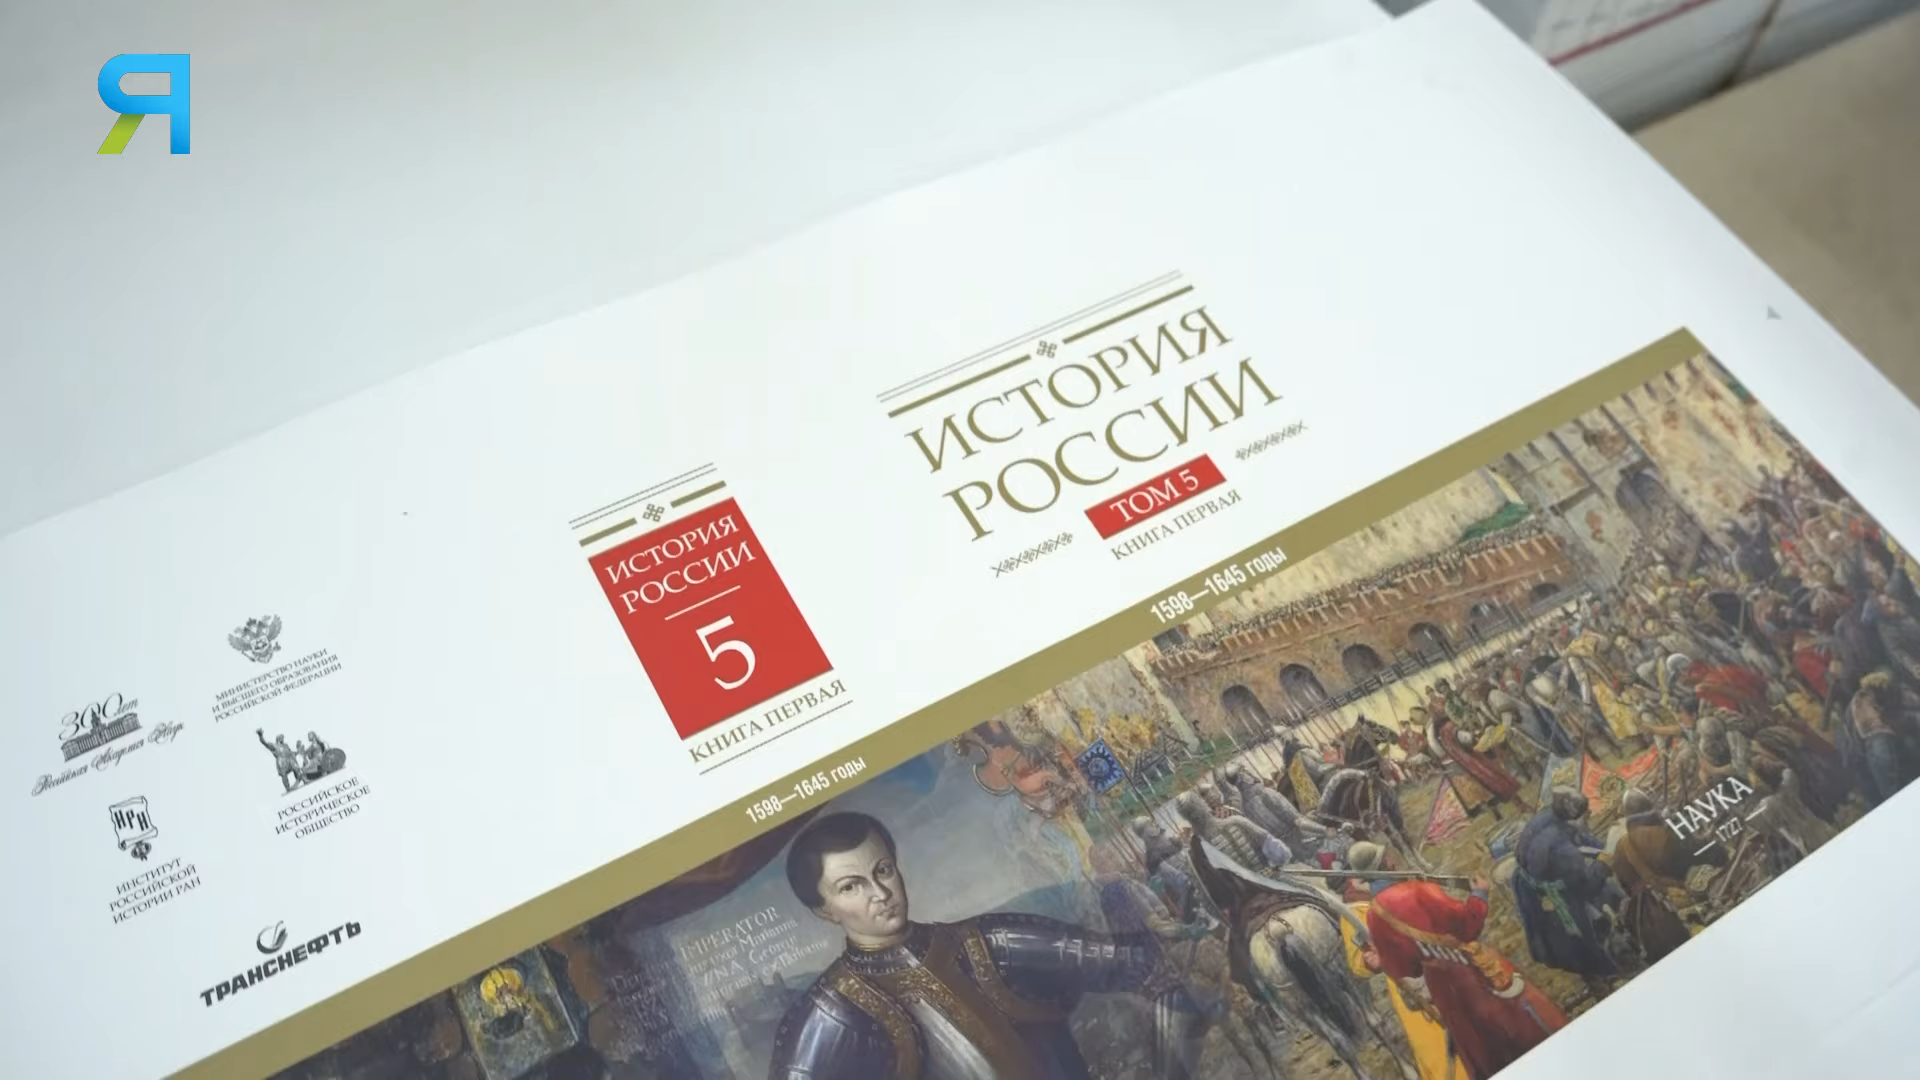 Я
ИСТОРИЯ
РОССИИ
ТОМ 5
КНИГА ПЕРВАЯ
1598—1645 годы
ИСТОРИЯ
РОССИИ
5
КНИГА ПЕРВАЯ
1598—1645 годы
МИНИСТЕРСТВО НАУКИ
И ВЫСШЕГО ОБРАЗОВАНИЯ
РОССИЙСКОЙ ФЕДЕРАЦИИ
300 лет
Российская Академия Наук
РОССИЙСКОЕ
ИСТОРИЧЕСКОЕ
ОБЩЕСТВО
ИРИ
ИНСТИТУТ
РОССИЙСКОЙ
ИСТОРИИ РАН
ТРАНСНЕФТЬ
IMPERATOR
НАУКА
1727